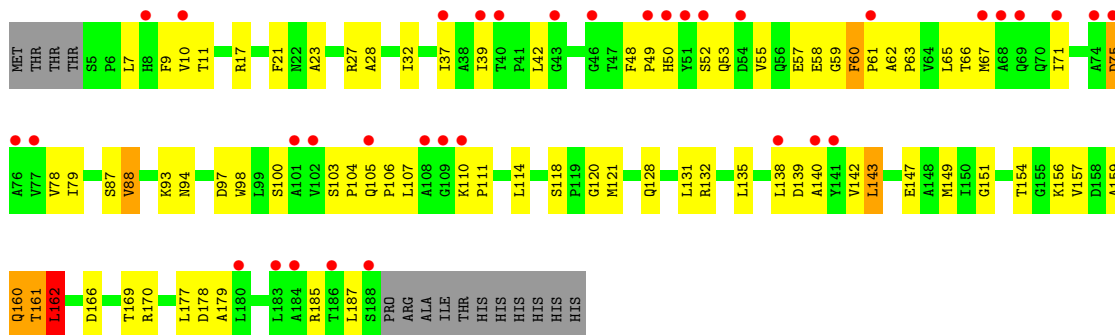 MET THR THR THR S5 P6 L7 H8 F9 V10 T11 R17 F21 N22 A23 R27 A28 I32 I37 A38 I39 T40 P41 L42 G43 G46 T47 F48 P49 H50 Y51 S52 Q53 D54 V55 Q56 E57 E58 G59 F60 P61 A62 P63 V64 L65 T66 M67 A68 Q69 Q70 I71 A74 D75
A76 V77 V78 I79 S87 V88 K93 N94 D97 W98 L99 S100 A101 V102 S103 P104 Q105 P106 L107 A108 G109 K110 P111 L114 S118 P119 G120 M121 Q128 L131 R132 L135 L138 D139 A140 Y141 V142 L143 E147 A148 M149 I150 G151 T154 G155 K156 V157 D158 A159
Q160 T161 L162 D166 T169 R170 L177 D178 A179 L180 L183 A184 R185 T186 L187 S188 PRO ARG ALA ILE THR HIS HIS HIS HIS HIS HIS